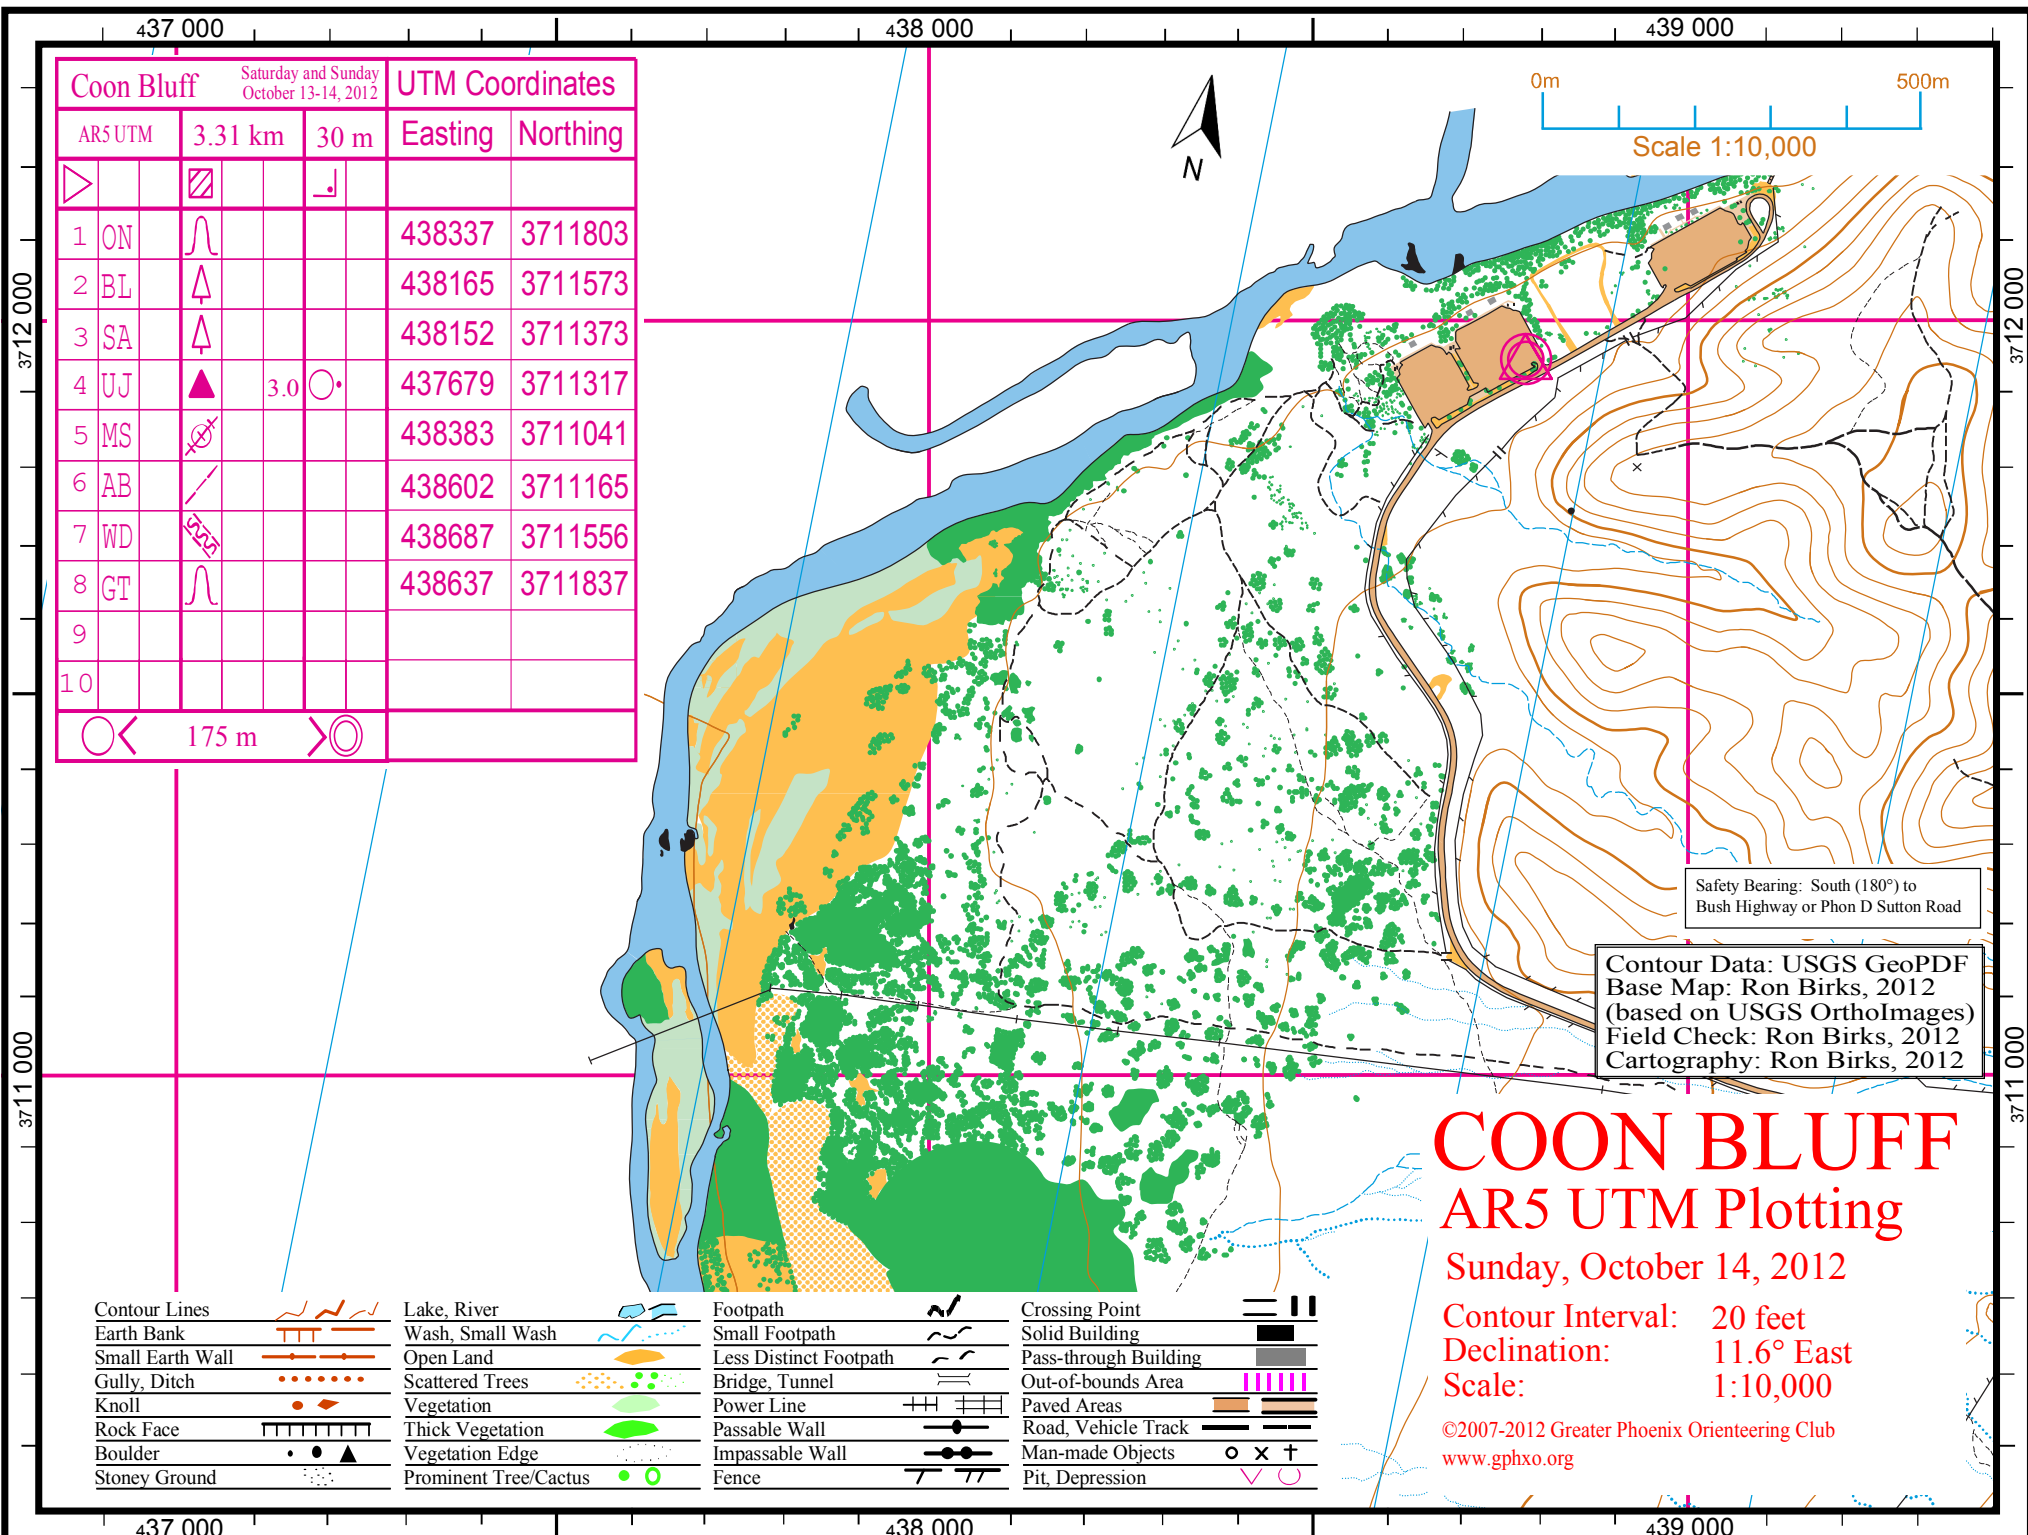 437 000 438 000 439 000
Coon Bluff Saturday and Sunday October 13-14, 2012 UTM Coordinates
AR5 UTM 3.31 km 30 m Easting Northing
1 ON 438337 3711803
2 BL 438165 3711573
3 SA 438152 3711373
4 UJ 3.0 437679 3711317
5 MS 438383 3711041
6 AB 438602 3711165
7 WD 438687 3711556
8 GT 438637 3711837
9
10
175 m
N
0m 500m
Scale 1:10,000
3712 000 3712 000
3711 000 3711 000
Safety Bearing: South (180°) to
Bush Highway or Phon D Sutton Road
Contour Data: USGS GeoPDF
Base Map: Ron Birks, 2012
(based on USGS OrthoImages)
Field Check: Ron Birks, 2012
Cartography: Ron Birks, 2012
COON BLUFF
AR5 UTM Plotting
Sunday, October 14, 2012
Contour Interval: 20 feet
Declination: 11.6° East
Scale: 1:10,000
©2007-2012 Greater Phoenix Orienteering Club
www.gphxo.org
Contour Lines Lake, River Footpath Crossing Point
Earth Bank Wash, Small Wash Small Footpath Solid Building
Small Earth Wall Open Land Less Distinct Footpath Pass-through Building
Gully, Ditch Scattered Trees Bridge, Tunnel Out-of-bounds Area
Knoll Vegetation Power Line Paved Areas
Rock Face Thick Vegetation Passable Wall Road, Vehicle Track
Boulder Vegetation Edge Impassable Wall Man-made Objects
Stoney Ground Prominent Tree/Cactus Fence Pit, Depression
437 000 438 000 439 000